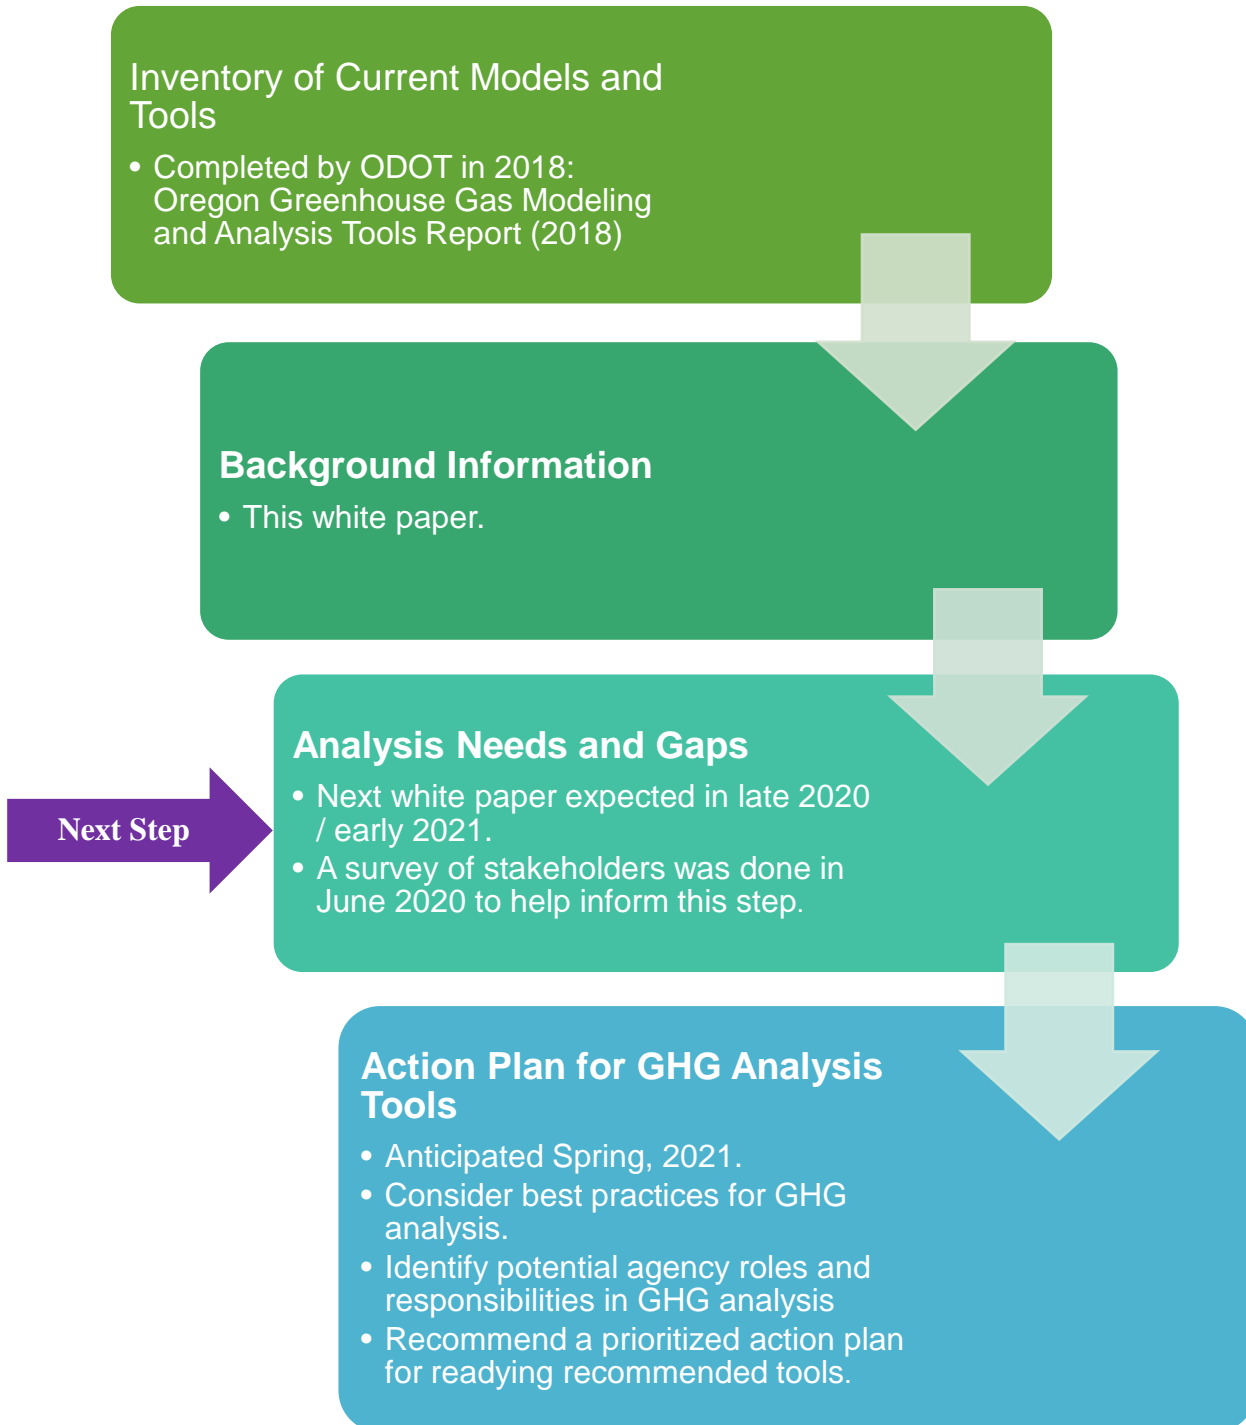 Inventory of Current Models and
Tools
• Completed by ODOT in 2018:
Oregon Greenhouse Gas Modeling
and Analysis Tools Report (2018)
Background Information
• This white paper.
Next Step
Analysis Needs and Gaps
• Next white paper expected in late 2020
/ early 2021.
• A survey of stakeholders was done in
June 2020 to help inform this step.
Action Plan for GHG Analysis
Tools
• Anticipated Spring, 2021.
• Consider best practices for GHG
analysis.
• Identify potential agency roles and
responsibilities in GHG analysis
• Recommend a prioritized action plan
for readying recommended tools.